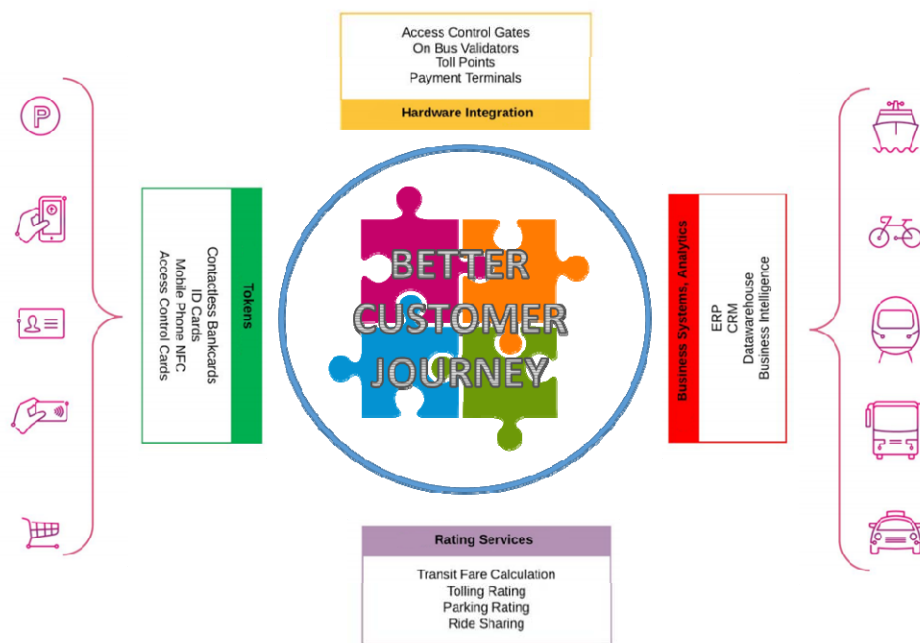 Access Control Gates
On Bus Validators
Toll Points
Payment Terminals
Hardware Integration
P
Tokens
Contactless Bankcards
ID Cards
Mobile Phone NFC
Access Control Cards
BETTER
CUSTOMER
JOURNEY
Business Systems, Analytics
ERP
CRM
Datawarehouse
Business Intelligence
Rating Services
Transit Fare Calculation
Tolling Rating
Parking Rating
Ride Sharing